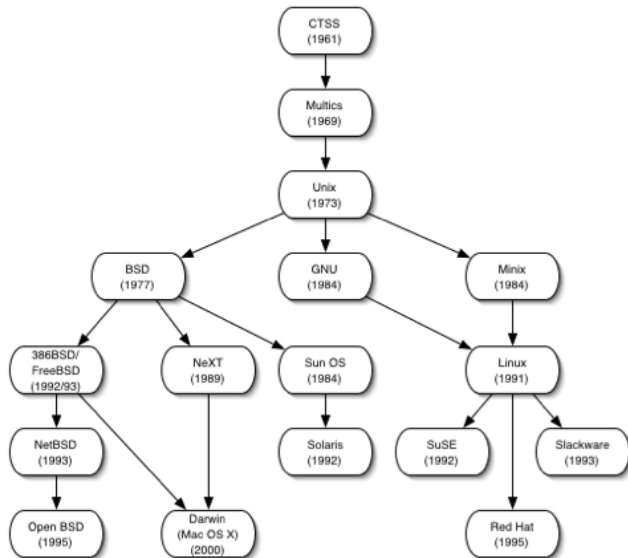 CTSS
(1961)
Multics
(1969)
Unix
(1973)
BSD
(1977)
GNU
(1984)
Minix
(1984)
386BSD/
FreeBSD
(1992/93)
NeXT
(1989)
Sun OS
(1984)
Linux
(1991)
NetBSD
(1993)
Solaris
(1992)
SuSE
(1992)
Slackware
(1993)
Open BSD
(1995)
Darwin
(Mac OS X)
(2000)
Red Hat
(1995)